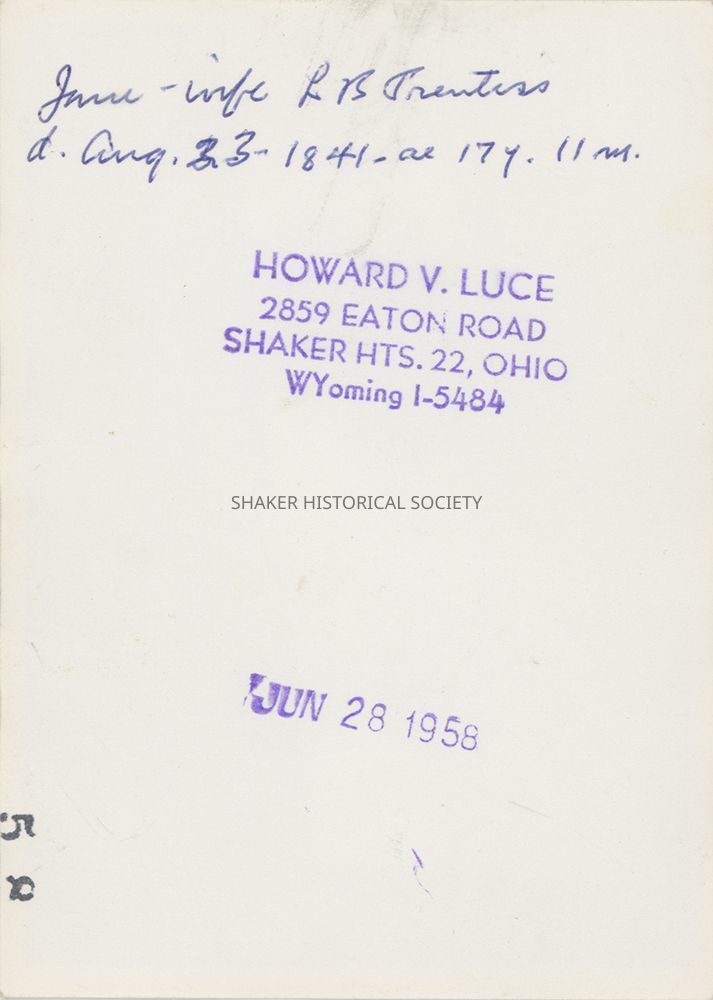 Jane - wife L B Prentiss
d. Aug. 23 - 1841 - ae 17 y. 11 m.
HOWARD V. LUCE
2859 EATON ROAD
SHAKER HTS. 22, OHIO
WYoming 1-5484
SHAKER HISTORICAL SOCIETY
JUN 28 1958
5